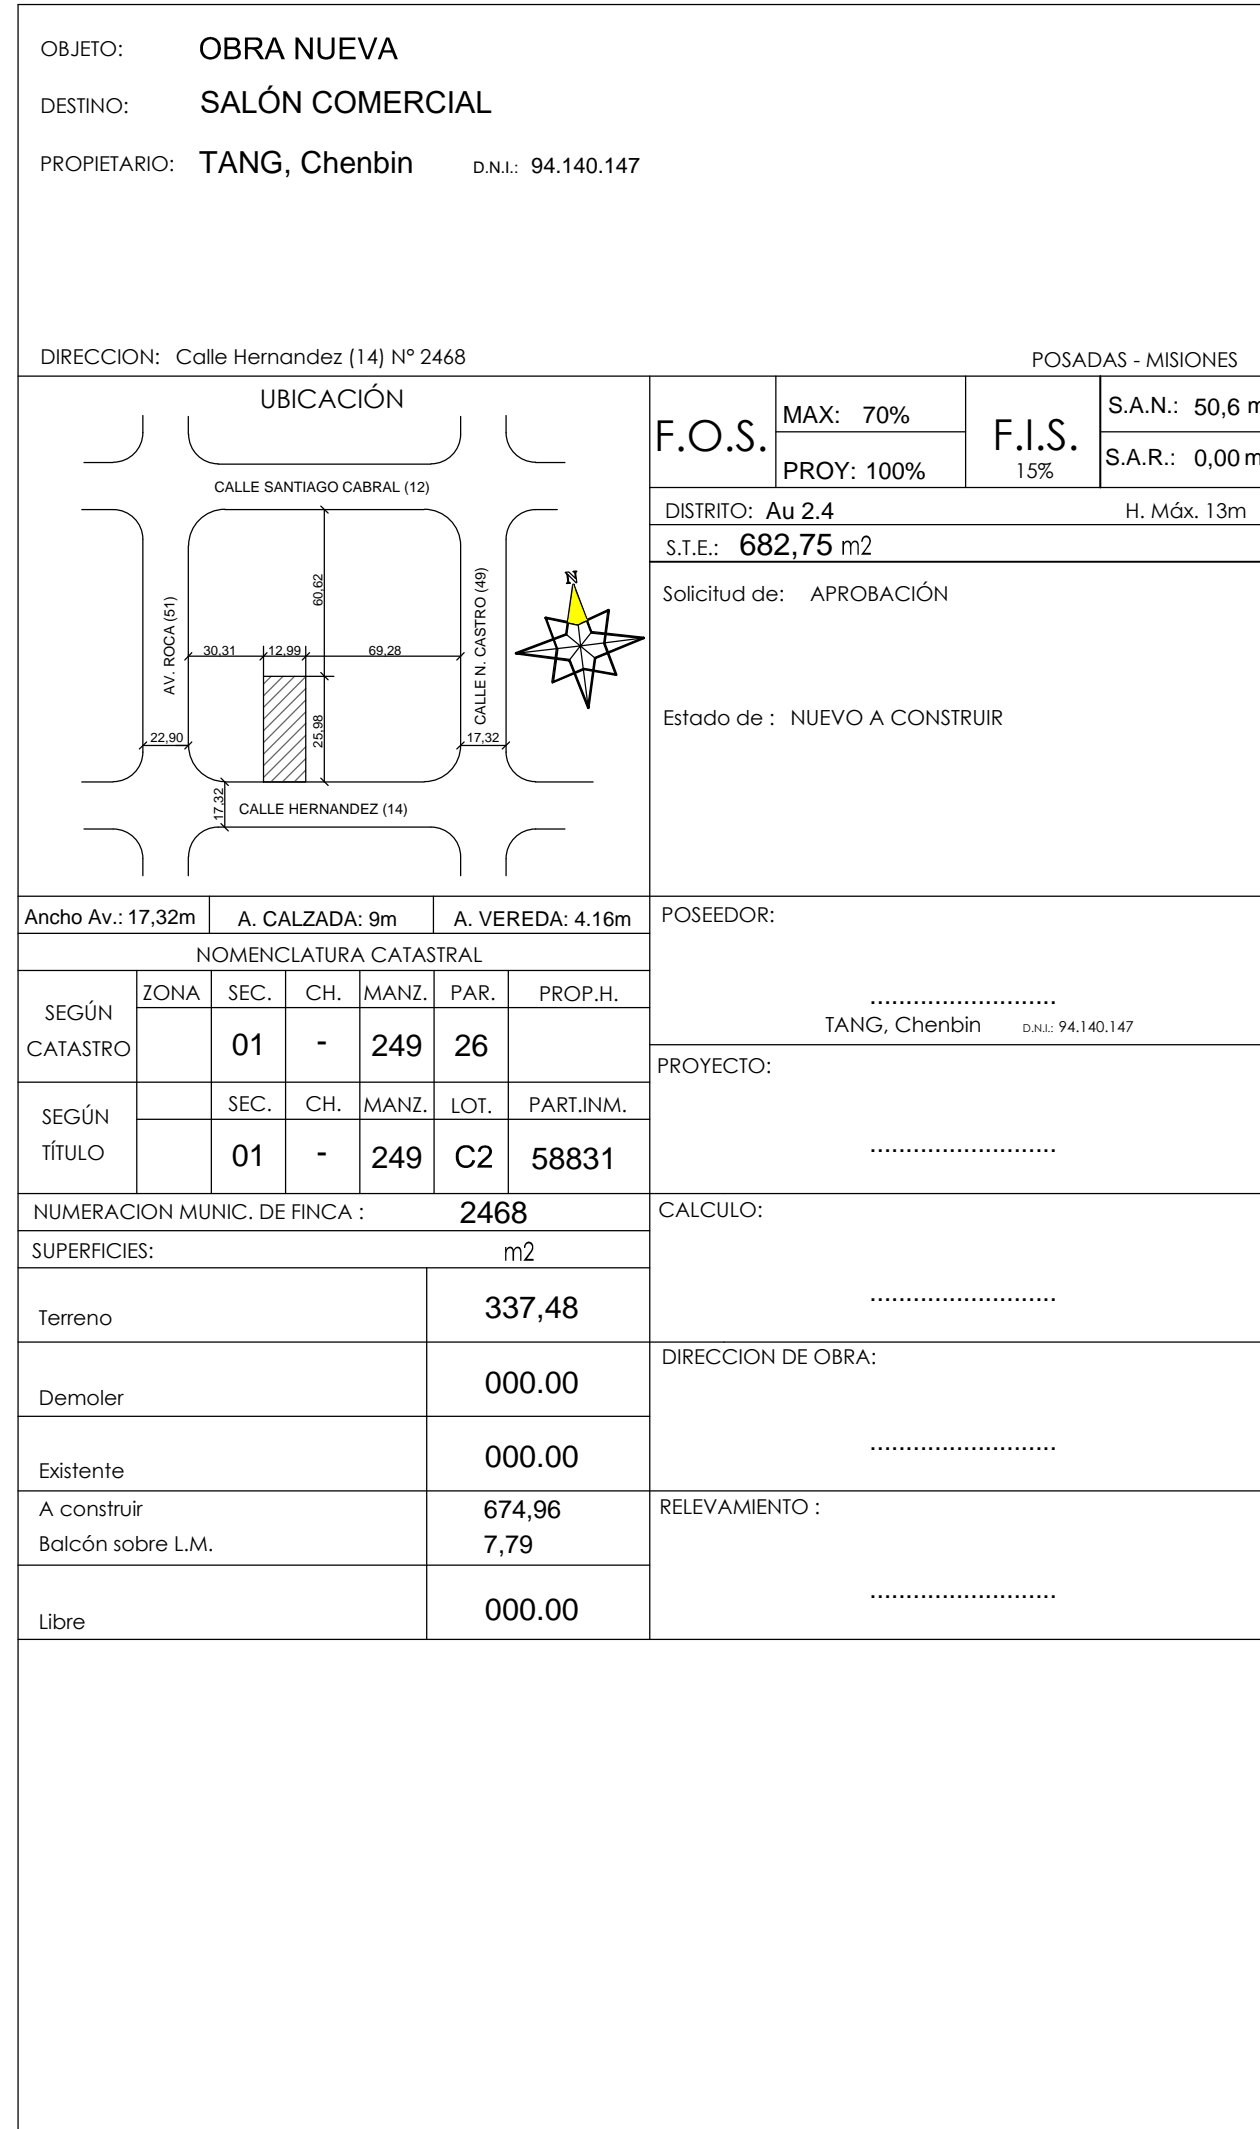 OBJETO: OBRA NUEVA
DESTINO: SALÓN COMERCIAL
PROPIETARIO: TANG, Chenbin D.N.I.: 94.140.147
DIRECCION: Calle Hernandez (14) Nº 2468
POSADAS - MISIONES
UBICACIÓN
CALLE SANTIAGO CABRAL (12)
AV. ROCA (51)
60,62
CALLE N. CASTRO (49)
N
30,31 12,99 69,28
25,98
22,90
17,32
17,32
CALLE HERNANDEZ (14)
F.O.S.
MAX: 70%
PROY: 100%
F.I.S.
15%
S.A.N.: 50,6 m
S.A.R.: 0,00 m
DISTRITO: Au 2.4 H. Máx. 13m
S.T.E.: 682,75 m2
Solicitud de: APROBACIÓN
Estado de : NUEVO A CONSTRUIR
Ancho Av.: 17,32m A. CALZADA: 9m A. VEREDA: 4.16m
NOMENCLATURA CATASTRAL
SEGÚN CATASTRO
ZONA SEC. CH. MANZ. PAR. PROP.H.
01 - 249 26
SEGÚN TÍTULO
SEC. CH. MANZ. LOT. PART.INM.
01 - 249 C2 58831
NUMERACION MUNIC. DE FINCA : 2468
SUPERFICIES: m2
Terreno 337,48
Demoler 000.00
Existente 000.00
A construir 674,96
Balcón sobre L.M. 7,79
Libre 000.00
POSEEDOR:
..........................
TANG, Chenbin D.N.I.: 94.140.147
PROYECTO:
..........................
CALCULO:
..........................
DIRECCION DE OBRA:
..........................
RELEVAMIENTO :
..........................